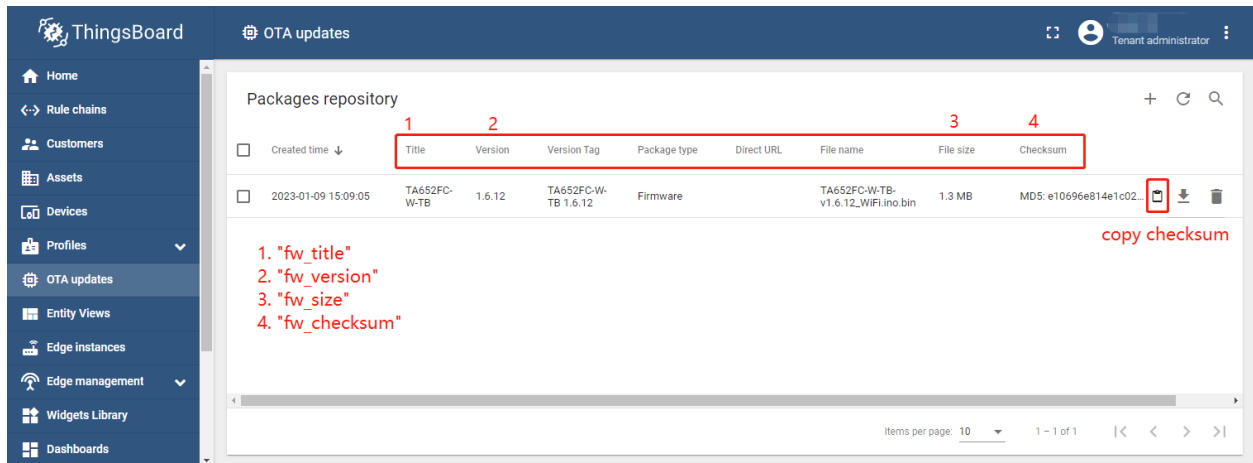 ThingsBoard
OTA updates
Tenant administrator
Home
Rule chains
Customers
Assets
Devices
Profiles
OTA updates
Entity Views
Edge instances
Edge management
Widgets Library
Dashboards
Packages repository
1 2 3 4
Created time Title Version Version Tag Package type Direct URL File name File size Checksum
2023-01-09 15:09:05 TA652FC-W-TB 1.6.12 TA652FC-W-TB 1.6.12 Firmware TA652FC-W-TB-v1.6.12_WiFi.ino.bin 1.3 MB MD5: e10696e814e1c02...
copy checksum
1. "fw_title"
2. "fw_version"
3. "fw_size"
4. "fw_checksum"
Items per page: 10 1 – 1 of 1